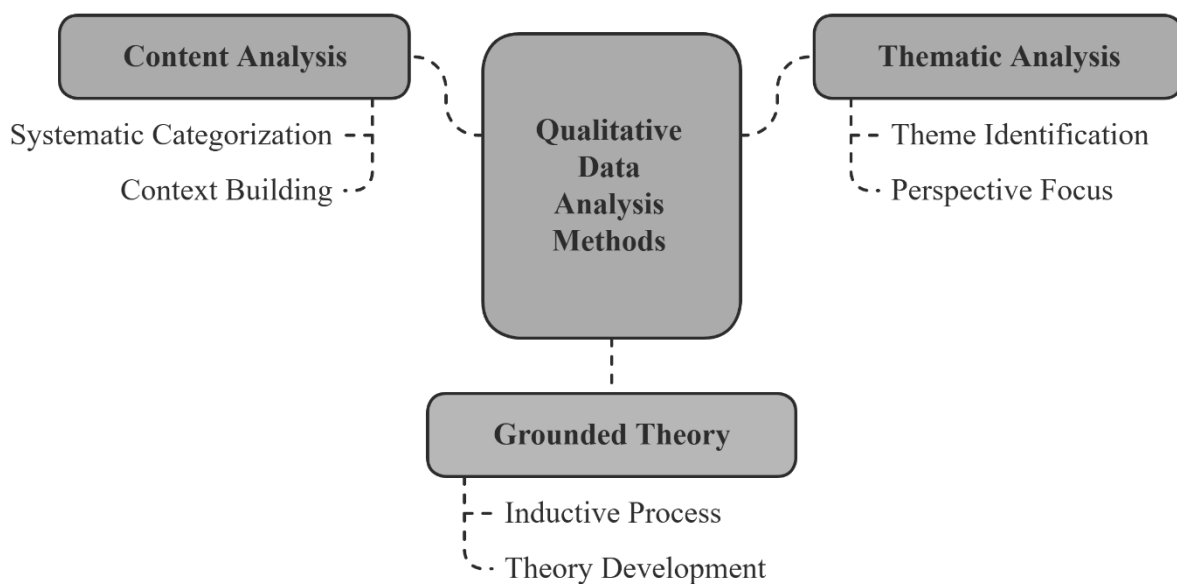 Content Analysis
Systematic Categorization
Context Building
Qualitative
Data
Analysis
Methods
Thematic Analysis
Theme Identification
Perspective Focus
Grounded Theory
Inductive Process
Theory Development